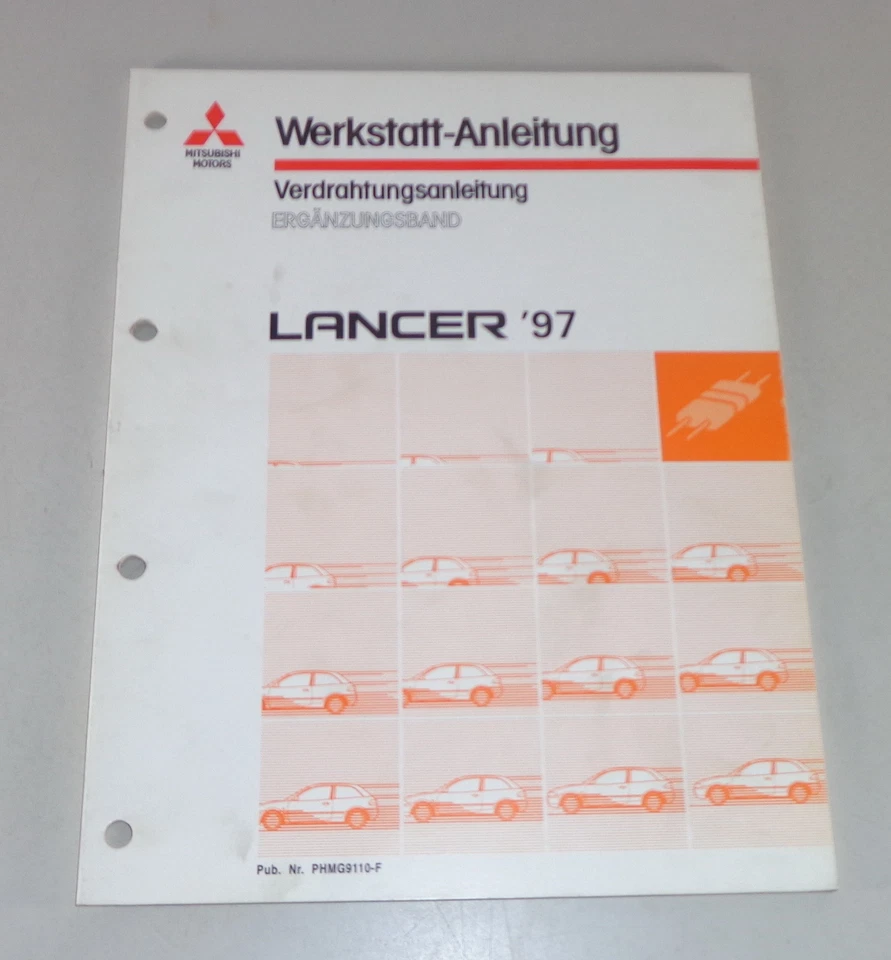 MITSUBISHI
MOTORS
Werkstatt-Anleitung
Verdrahtungsanleitung
ERGÄNZUNGSBAND
LANCER '97
Pub. Nr. PHMG9110-F